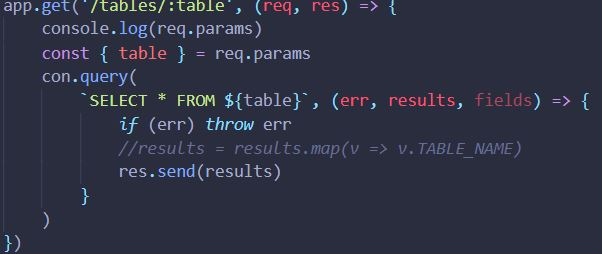 app.get('/tables/:table', (req, res) => {
    console.log(req.params)
    const { table } = req.params
    con.query(
        `SELECT * FROM ${table}`, (err, results, fields) => {
            if (err) throw err
            //results = results.map(v => v.TABLE_NAME)
            res.send(results)
        }
    )
})